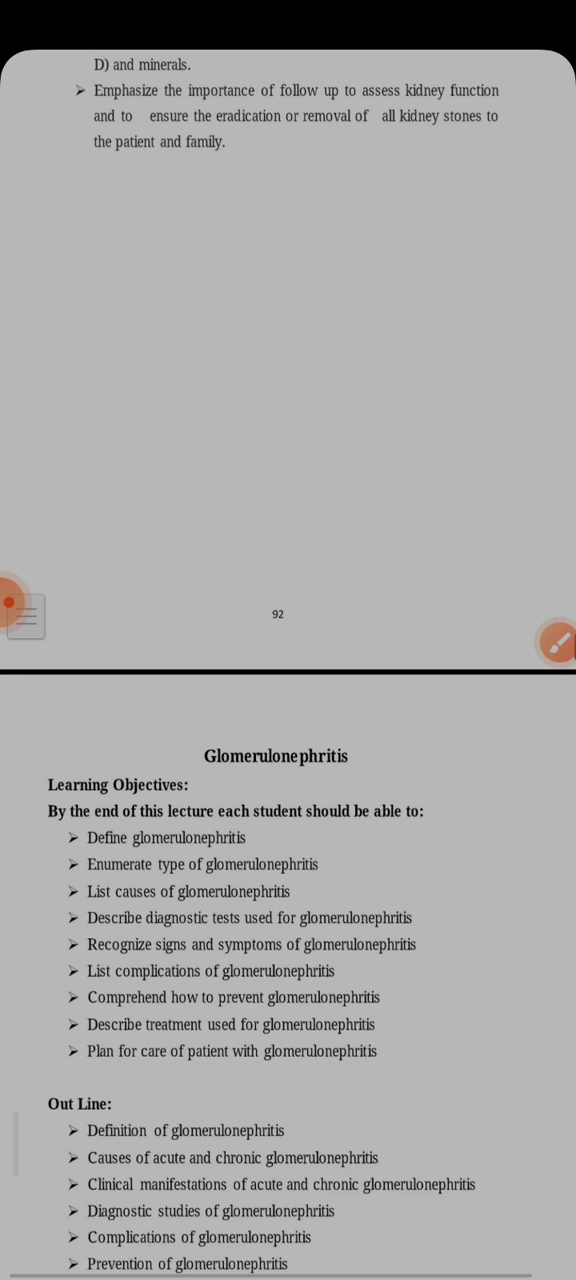 D) and minerals.
➢ Emphasize the importance of follow up to assess kidney function
and to ensure the eradication or removal of all kidney stones to
the patient and family.
92
Glomerulonephritis
Learning Objectives:
By the end of this lecture each student should be able to:
➢ Define glomerulonephritis
➢ Enumerate type of glomerulonephritis
➢ List causes of glomerulonephritis
➢ Describe diagnostic tests used for glomerulonephritis
➢ Recognize signs and symptoms of glomerulonephritis
➢ List complications of glomerulonephritis
➢ Comprehend how to prevent glomerulonephritis
➢ Describe treatment used for glomerulonephritis
➢ Plan for care of patient with glomerulonephritis
Out Line:
➢ Definition of glomerulonephritis
➢ Causes of acute and chronic glomerulonephritis
➢ Clinical manifestations of acute and chronic glomerulonephritis
➢ Diagnostic studies of glomerulonephritis
➢ Complications of glomerulonephritis
➢ Prevention of glomerulonephritis